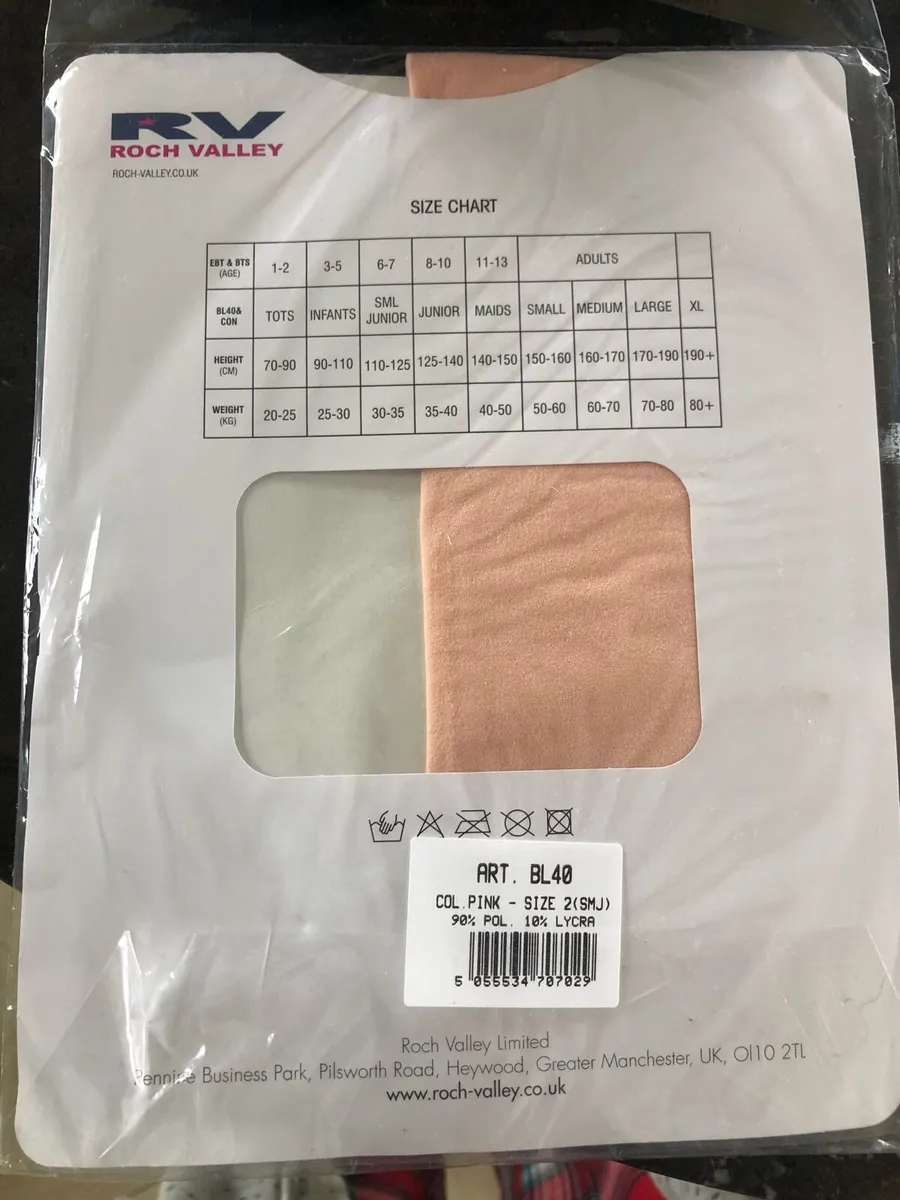 RV
ROCH VALLEY
ROCH-VALLEY.CO.UK
SIZE CHART
EBT & BTS (AGE) 1-2 3-5 6-7 8-10 11-13 ADULTS
BL40& CON TOTS INFANTS SML JUNIOR JUNIOR MAIDS SMALL MEDIUM LARGE XL
HEIGHT (CM) 70-90 90-110 110-125 125-140 140-150 150-160 160-170 170-190 190+
WEIGHT (KG) 20-25 25-30 30-35 35-40 40-50 50-60 60-70 70-80 80+
ART. BL40
COL.PINK - SIZE 2(SMJ)
90% POL. 10% LYCRA
5 055534 707029
Roch Valley Limited
Pennine Business Park, Pilsworth Road, Heywood, Greater Manchester, UK, Ol10 2TL
www.roch-valley.co.uk